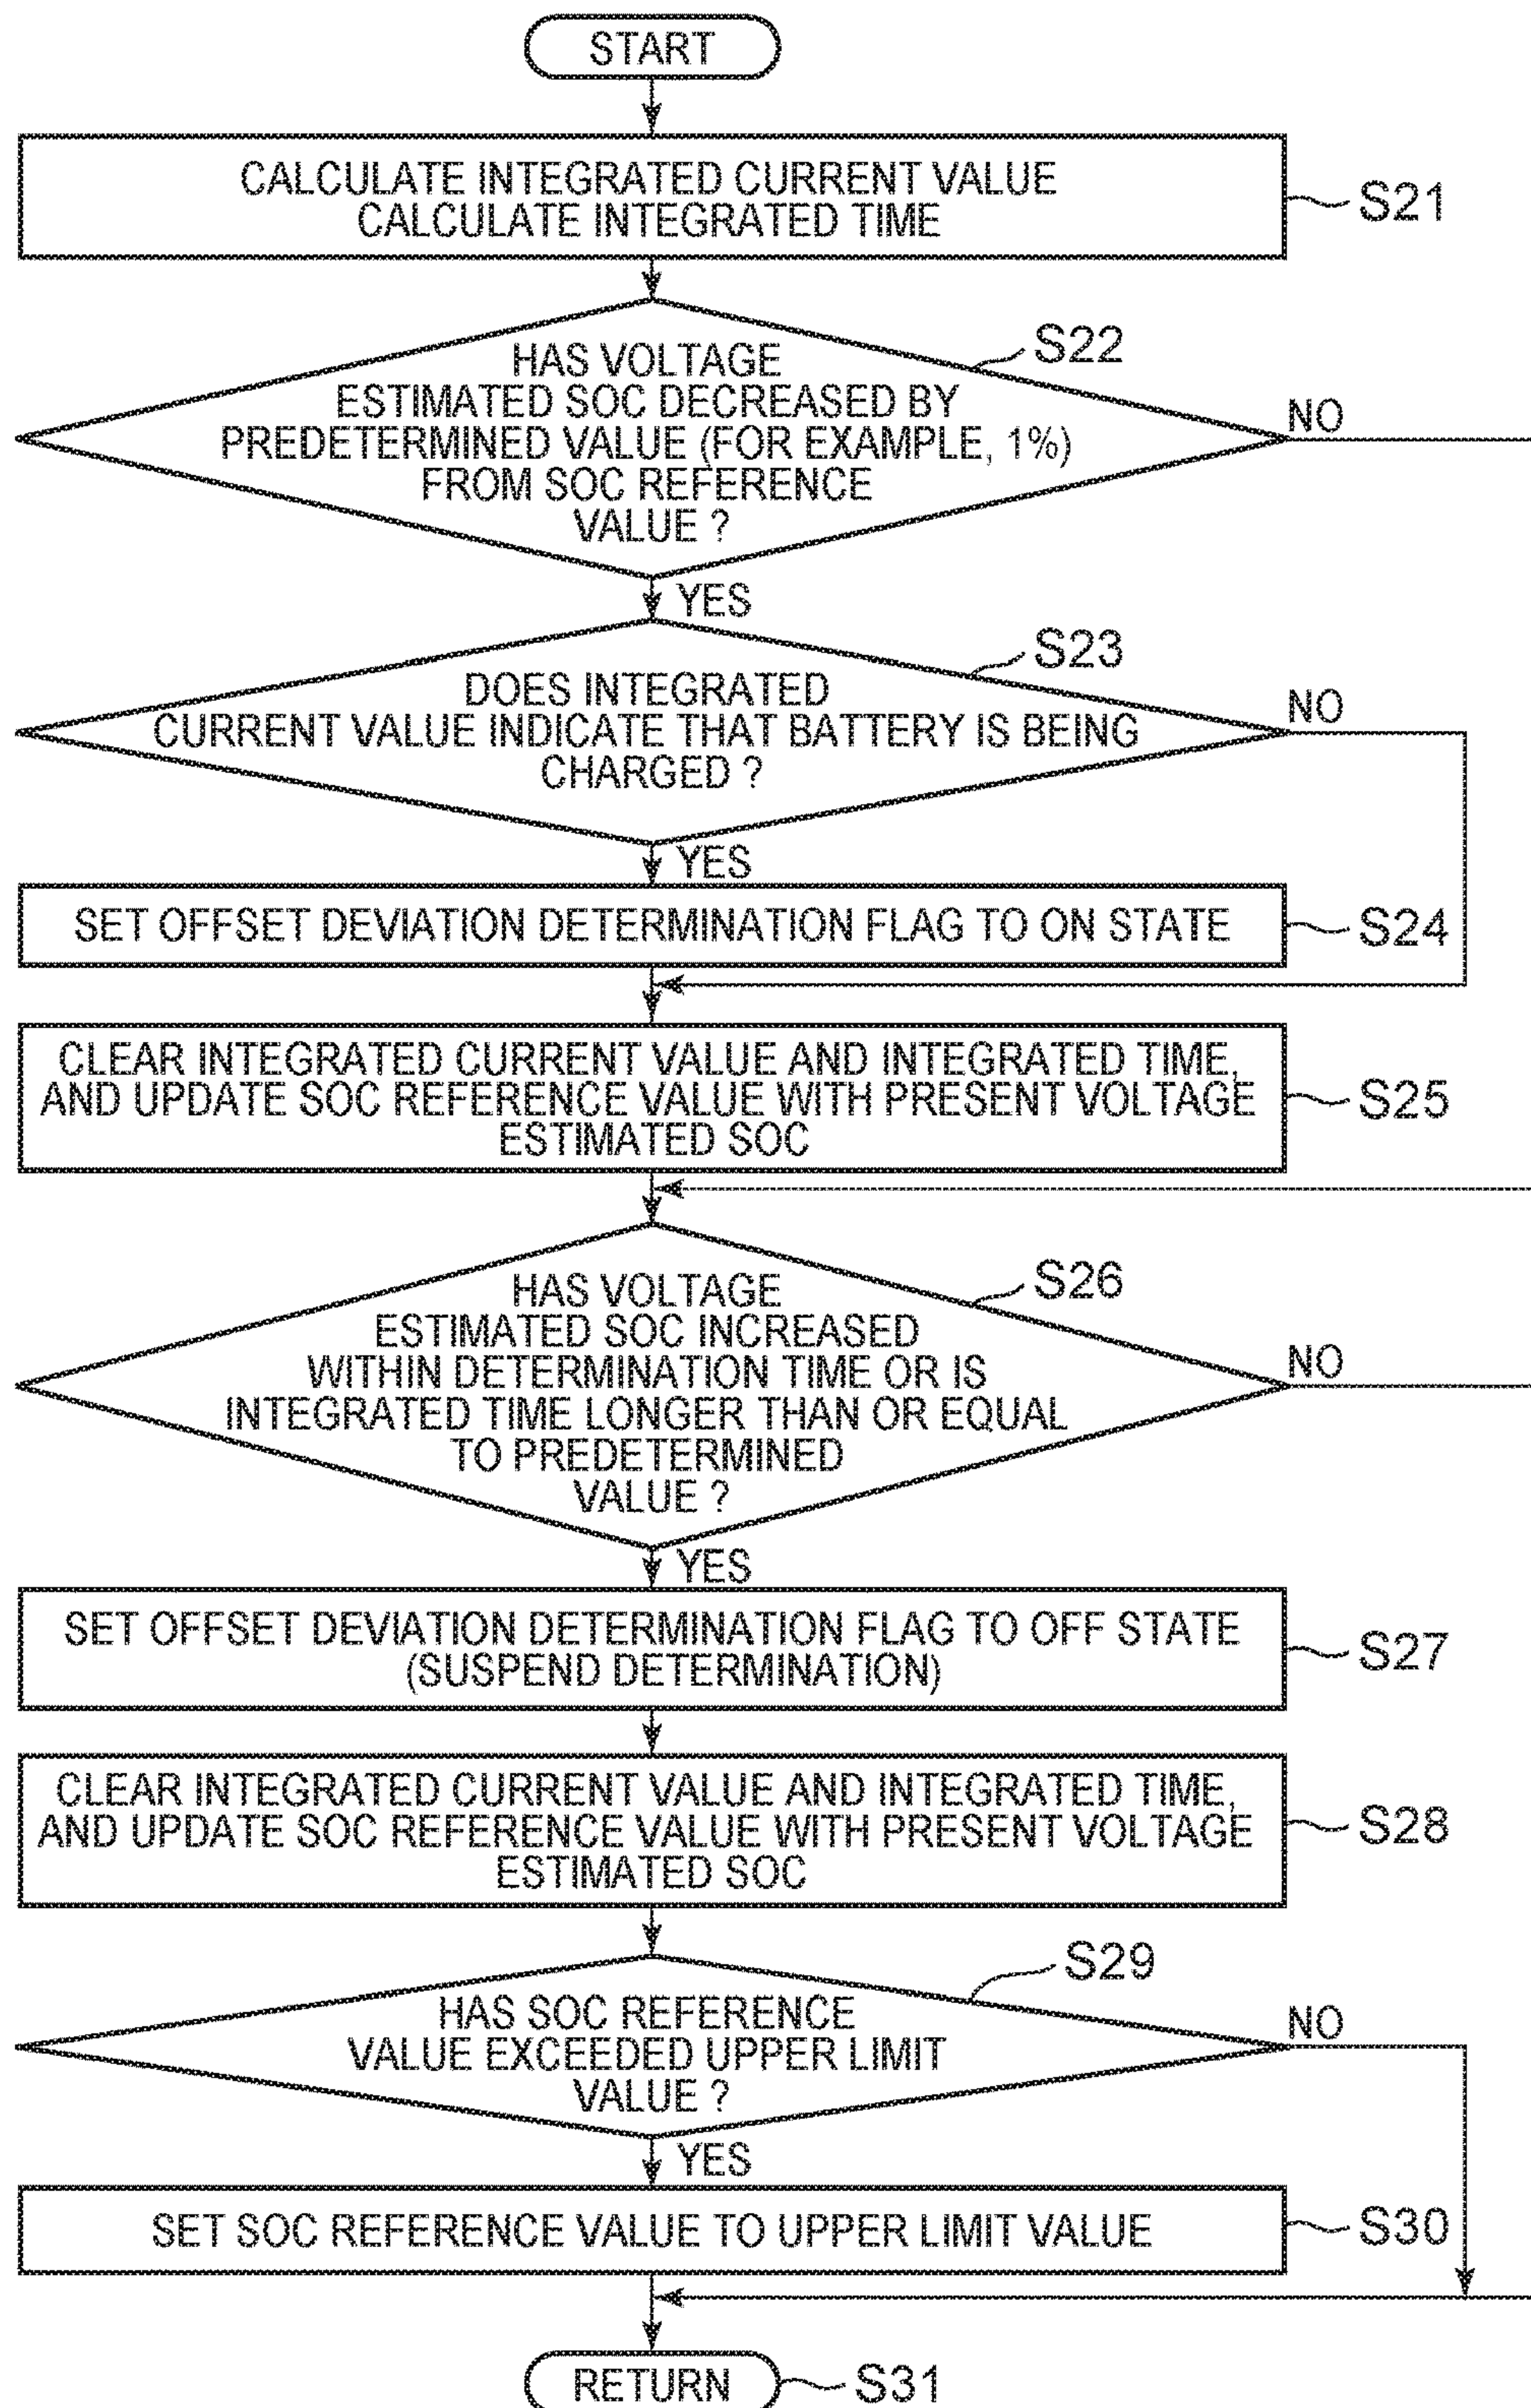 START
CALCULATE INTEGRATED CURRENT VALUE
CALCULATE INTEGRATED TIME
S21
S22
HAS VOLTAGE
ESTIMATED SOC DECREASED BY
PREDETERMINED VALUE (FOR EXAMPLE, 1%)
FROM SOC REFERENCE
VALUE ?
NO
YES
S23
DOES INTEGRATED
CURRENT VALUE INDICATE THAT BATTERY IS BEING
CHARGED ?
NO
YES
SET OFFSET DEVIATION DETERMINATION FLAG TO ON STATE
S24
CLEAR INTEGRATED CURRENT VALUE AND INTEGRATED TIME,
AND UPDATE SOC REFERENCE VALUE WITH PRESENT VOLTAGE
ESTIMATED SOC
S25
S26
HAS VOLTAGE
ESTIMATED SOC INCREASED
WITHIN DETERMINATION TIME OR IS
INTEGRATED TIME LONGER THAN OR EQUAL
TO PREDETERMINED
VALUE ?
NO
YES
SET OFFSET DEVIATION DETERMINATION FLAG TO OFF STATE
(SUSPEND DETERMINATION)
S27
CLEAR INTEGRATED CURRENT VALUE AND INTEGRATED TIME,
AND UPDATE SOC REFERENCE VALUE WITH PRESENT VOLTAGE
ESTIMATED SOC
S28
S29
HAS SOC REFERENCE
VALUE EXCEEDED UPPER LIMIT
VALUE ?
NO
YES
SET SOC REFERENCE VALUE TO UPPER LIMIT VALUE
S30
RETURN
S31